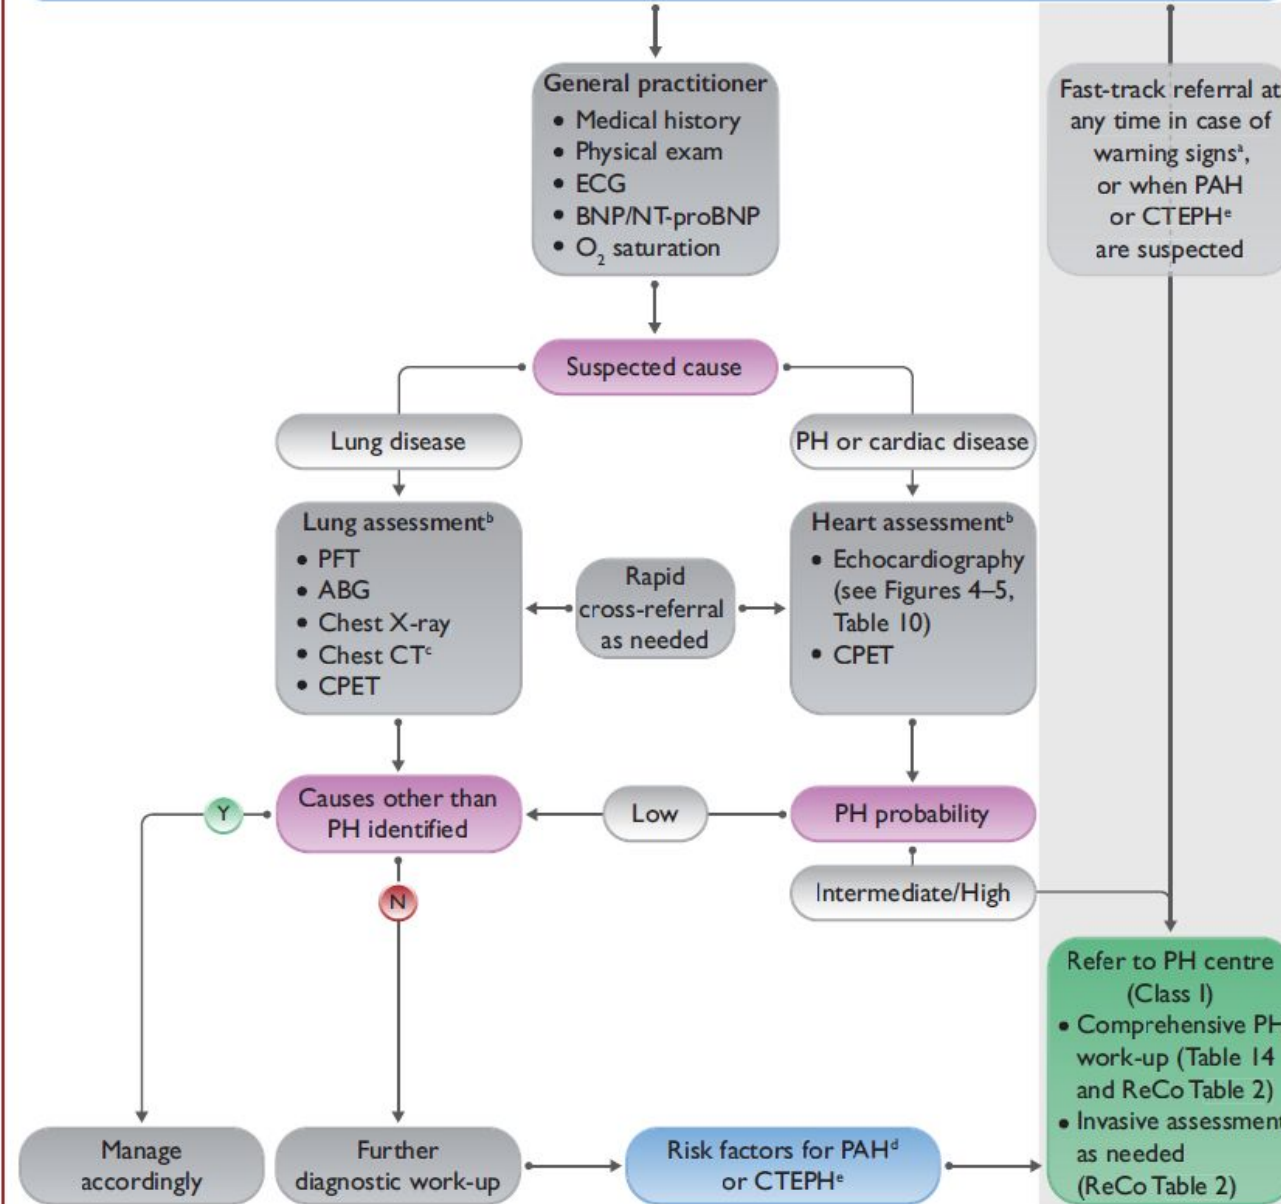 General practitioner
• Medical history
• Physical exam
• ECG
• BNP/NT-proBNP
• O₂ saturation
Fast-track referral at
any time in case of
warning signsᵃ,
or when PAH
or CTEPHᵉ
are suspected
Suspected cause
Lung disease
PH or cardiac disease
Lung assessmentᵇ
• PFT
• ABG
• Chest X-ray
• Chest CTᶜ
• CPET
Rapid
cross-referral
as needed
Heart assessmentᵇ
• Echocardiography
(see Figures 4–5,
Table 10)
• CPET
Y
Causes other than
PH identified
Low
PH probability
N
Intermediate/High
Refer to PH centre
(Class I)
• Comprehensive PH
work-up (Table 14
and ReCo Table 2)
• Invasive assessment
as needed
(ReCo Table 2)
Manage
accordingly
Further
diagnostic work-up
Risk factors for PAHᵈ
or CTEPHᵉ